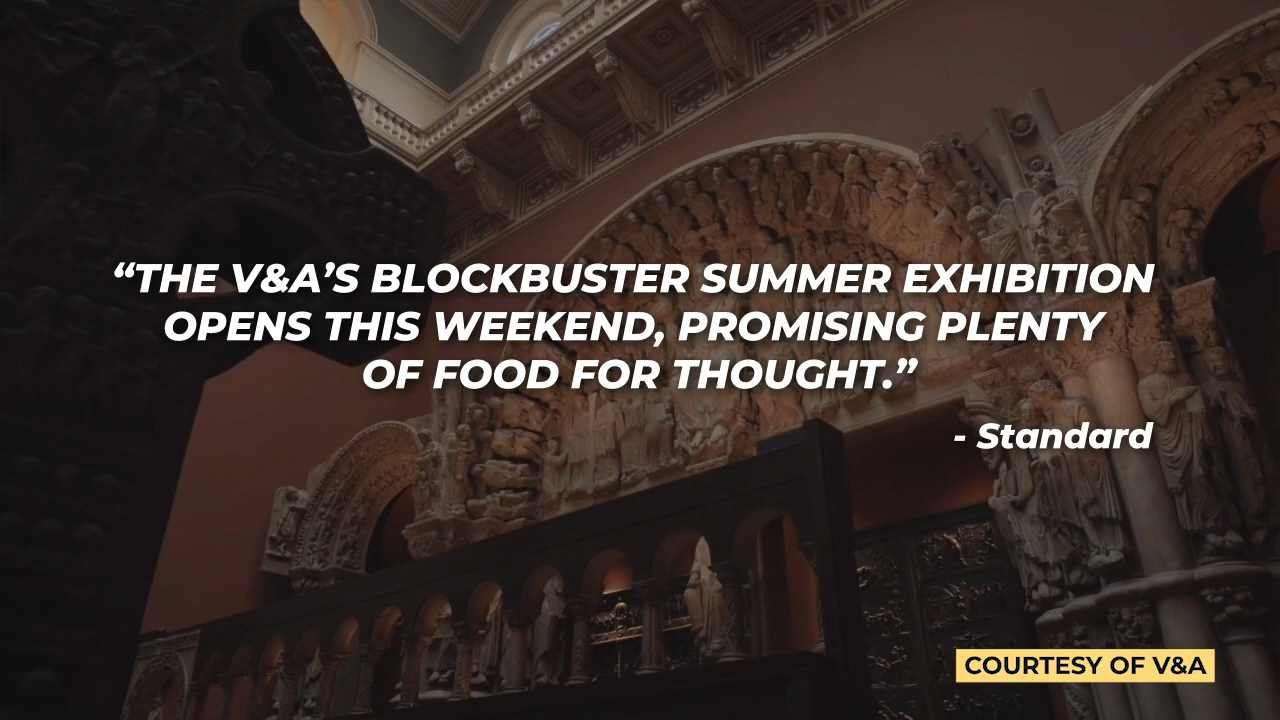 “THE V&A’S BLOCKBUSTER SUMMER EXHIBITION
OPENS THIS WEEKEND, PROMISING PLENTY
OF FOOD FOR THOUGHT.”
- Standard
COURTESY OF V&A